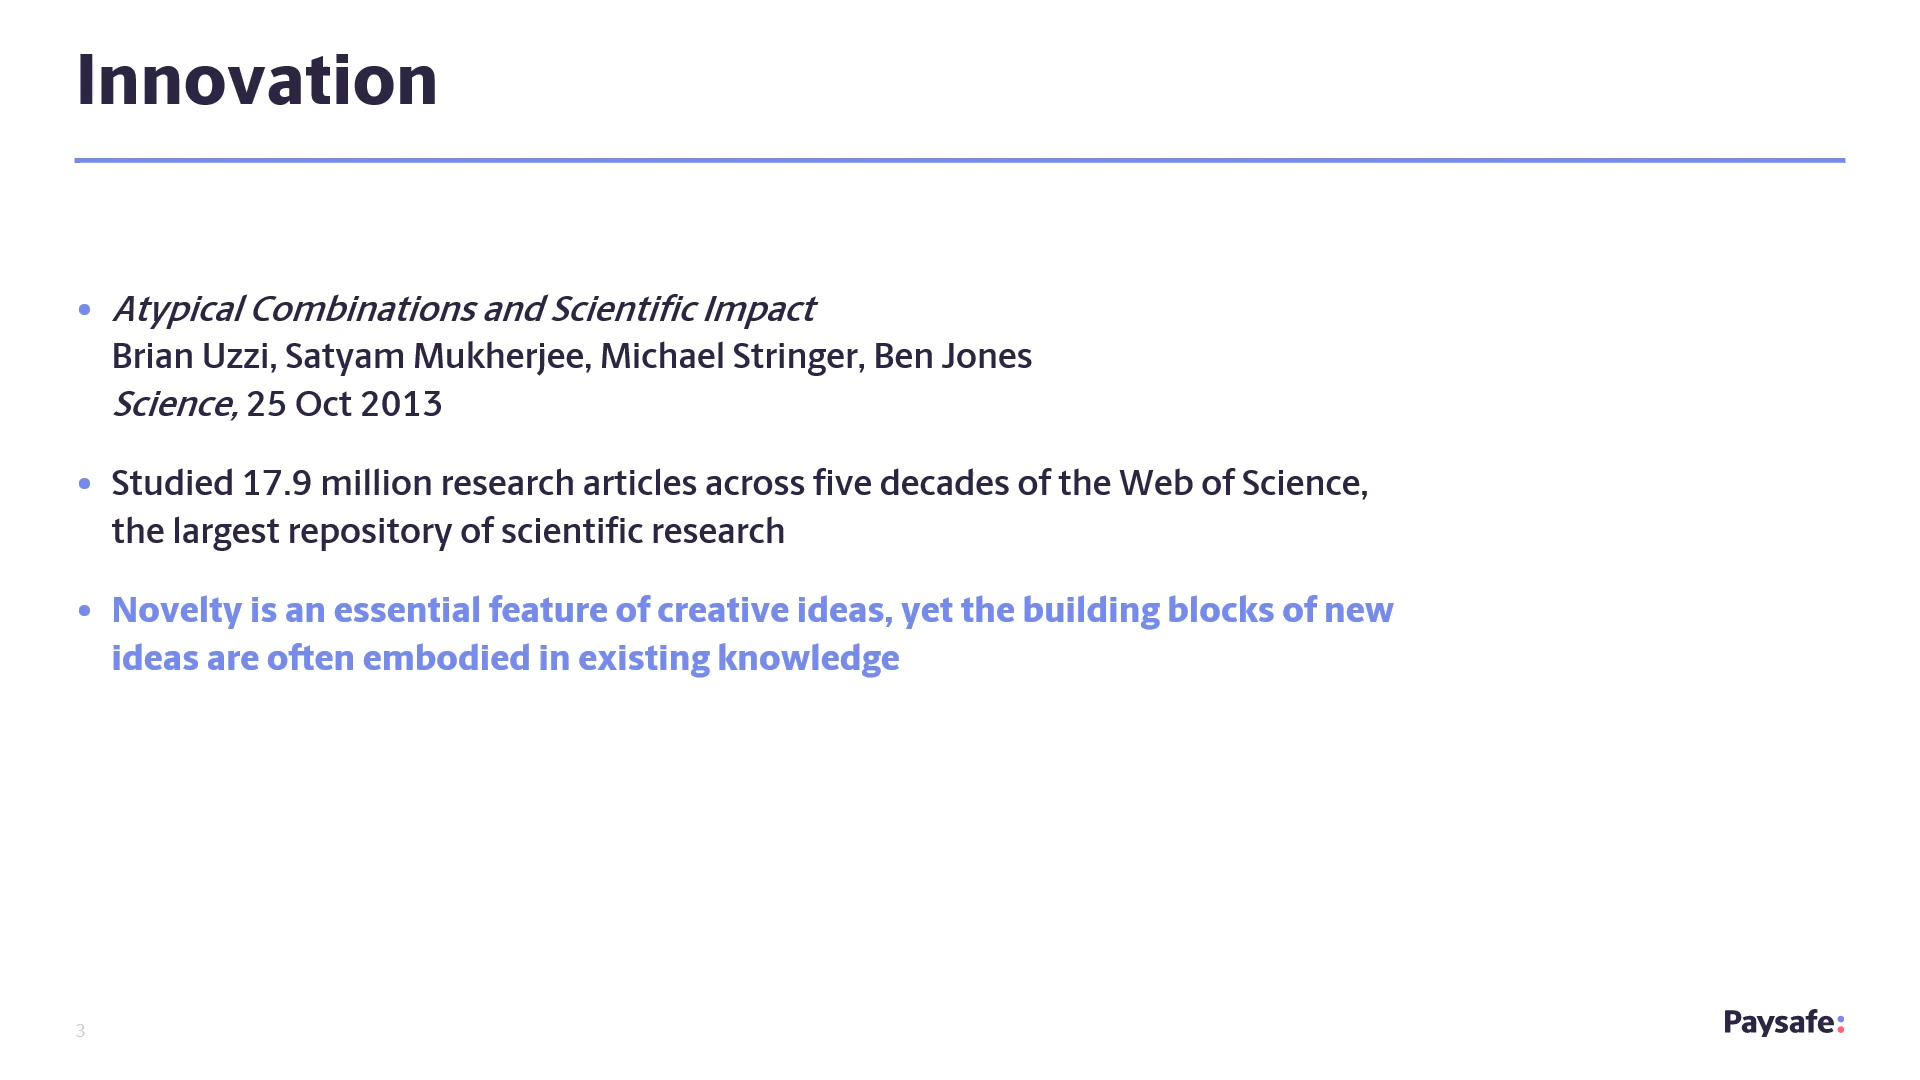 Innovation
• Atypical Combinations and Scientific Impact
Brian Uzzi, Satyam Mukherjee, Michael Stringer, Ben Jones
Science, 25 Oct 2013
• Studied 17.9 million research articles across five decades of the Web of Science,
the largest repository of scientific research
• Novelty is an essential feature of creative ideas, yet the building blocks of new
ideas are often embodied in existing knowledge
3
Paysafe: